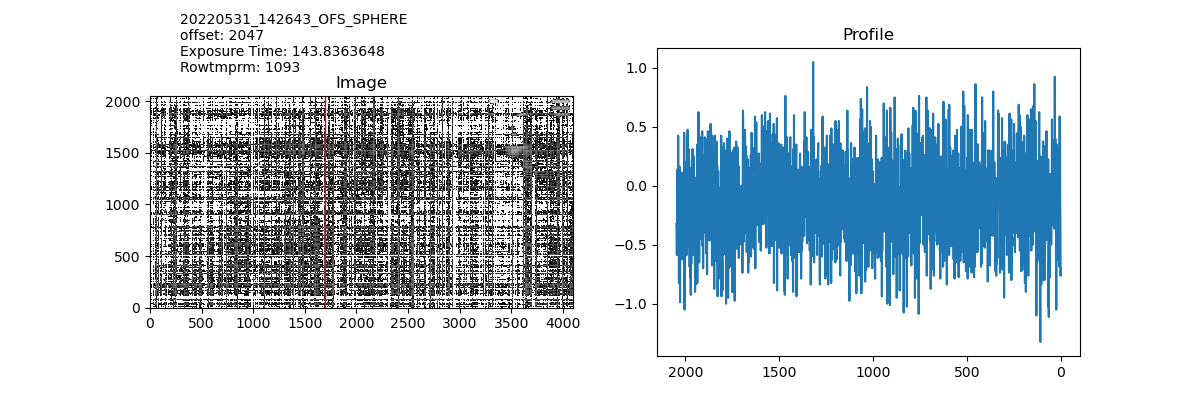 20220531_142643_OFS_SPHERE
offset: 2047
Exposure Time: 143.8363648
Rowtmprm: 1093
Image
2000
1500
1000
500
0
0 500 1000 1500 2000 2500 3000 3500 4000
Profile
1.0
0.5
0.0
−0.5
−1.0
2000 1500 1000 500 0